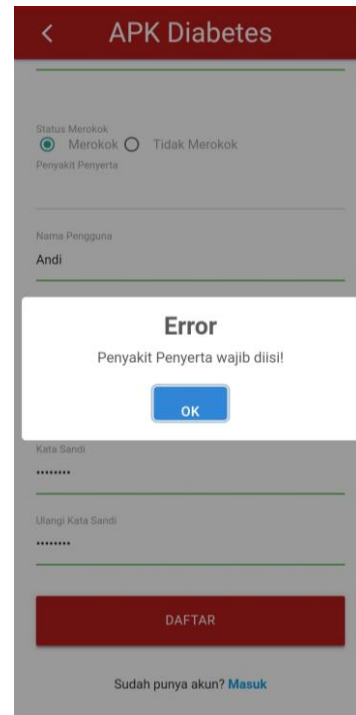 APK Diabetes
Status Merokok
Merokok Tidak Merokok
Penyakit Penyerta
Nama Pengguna
Andi
Error
Penyakit Penyerta wajib diisi!
OK
Kata Sandi
••••••••
Ulangi Kata Sandi
••••••••
DAFTAR
Sudah punya akun? Masuk